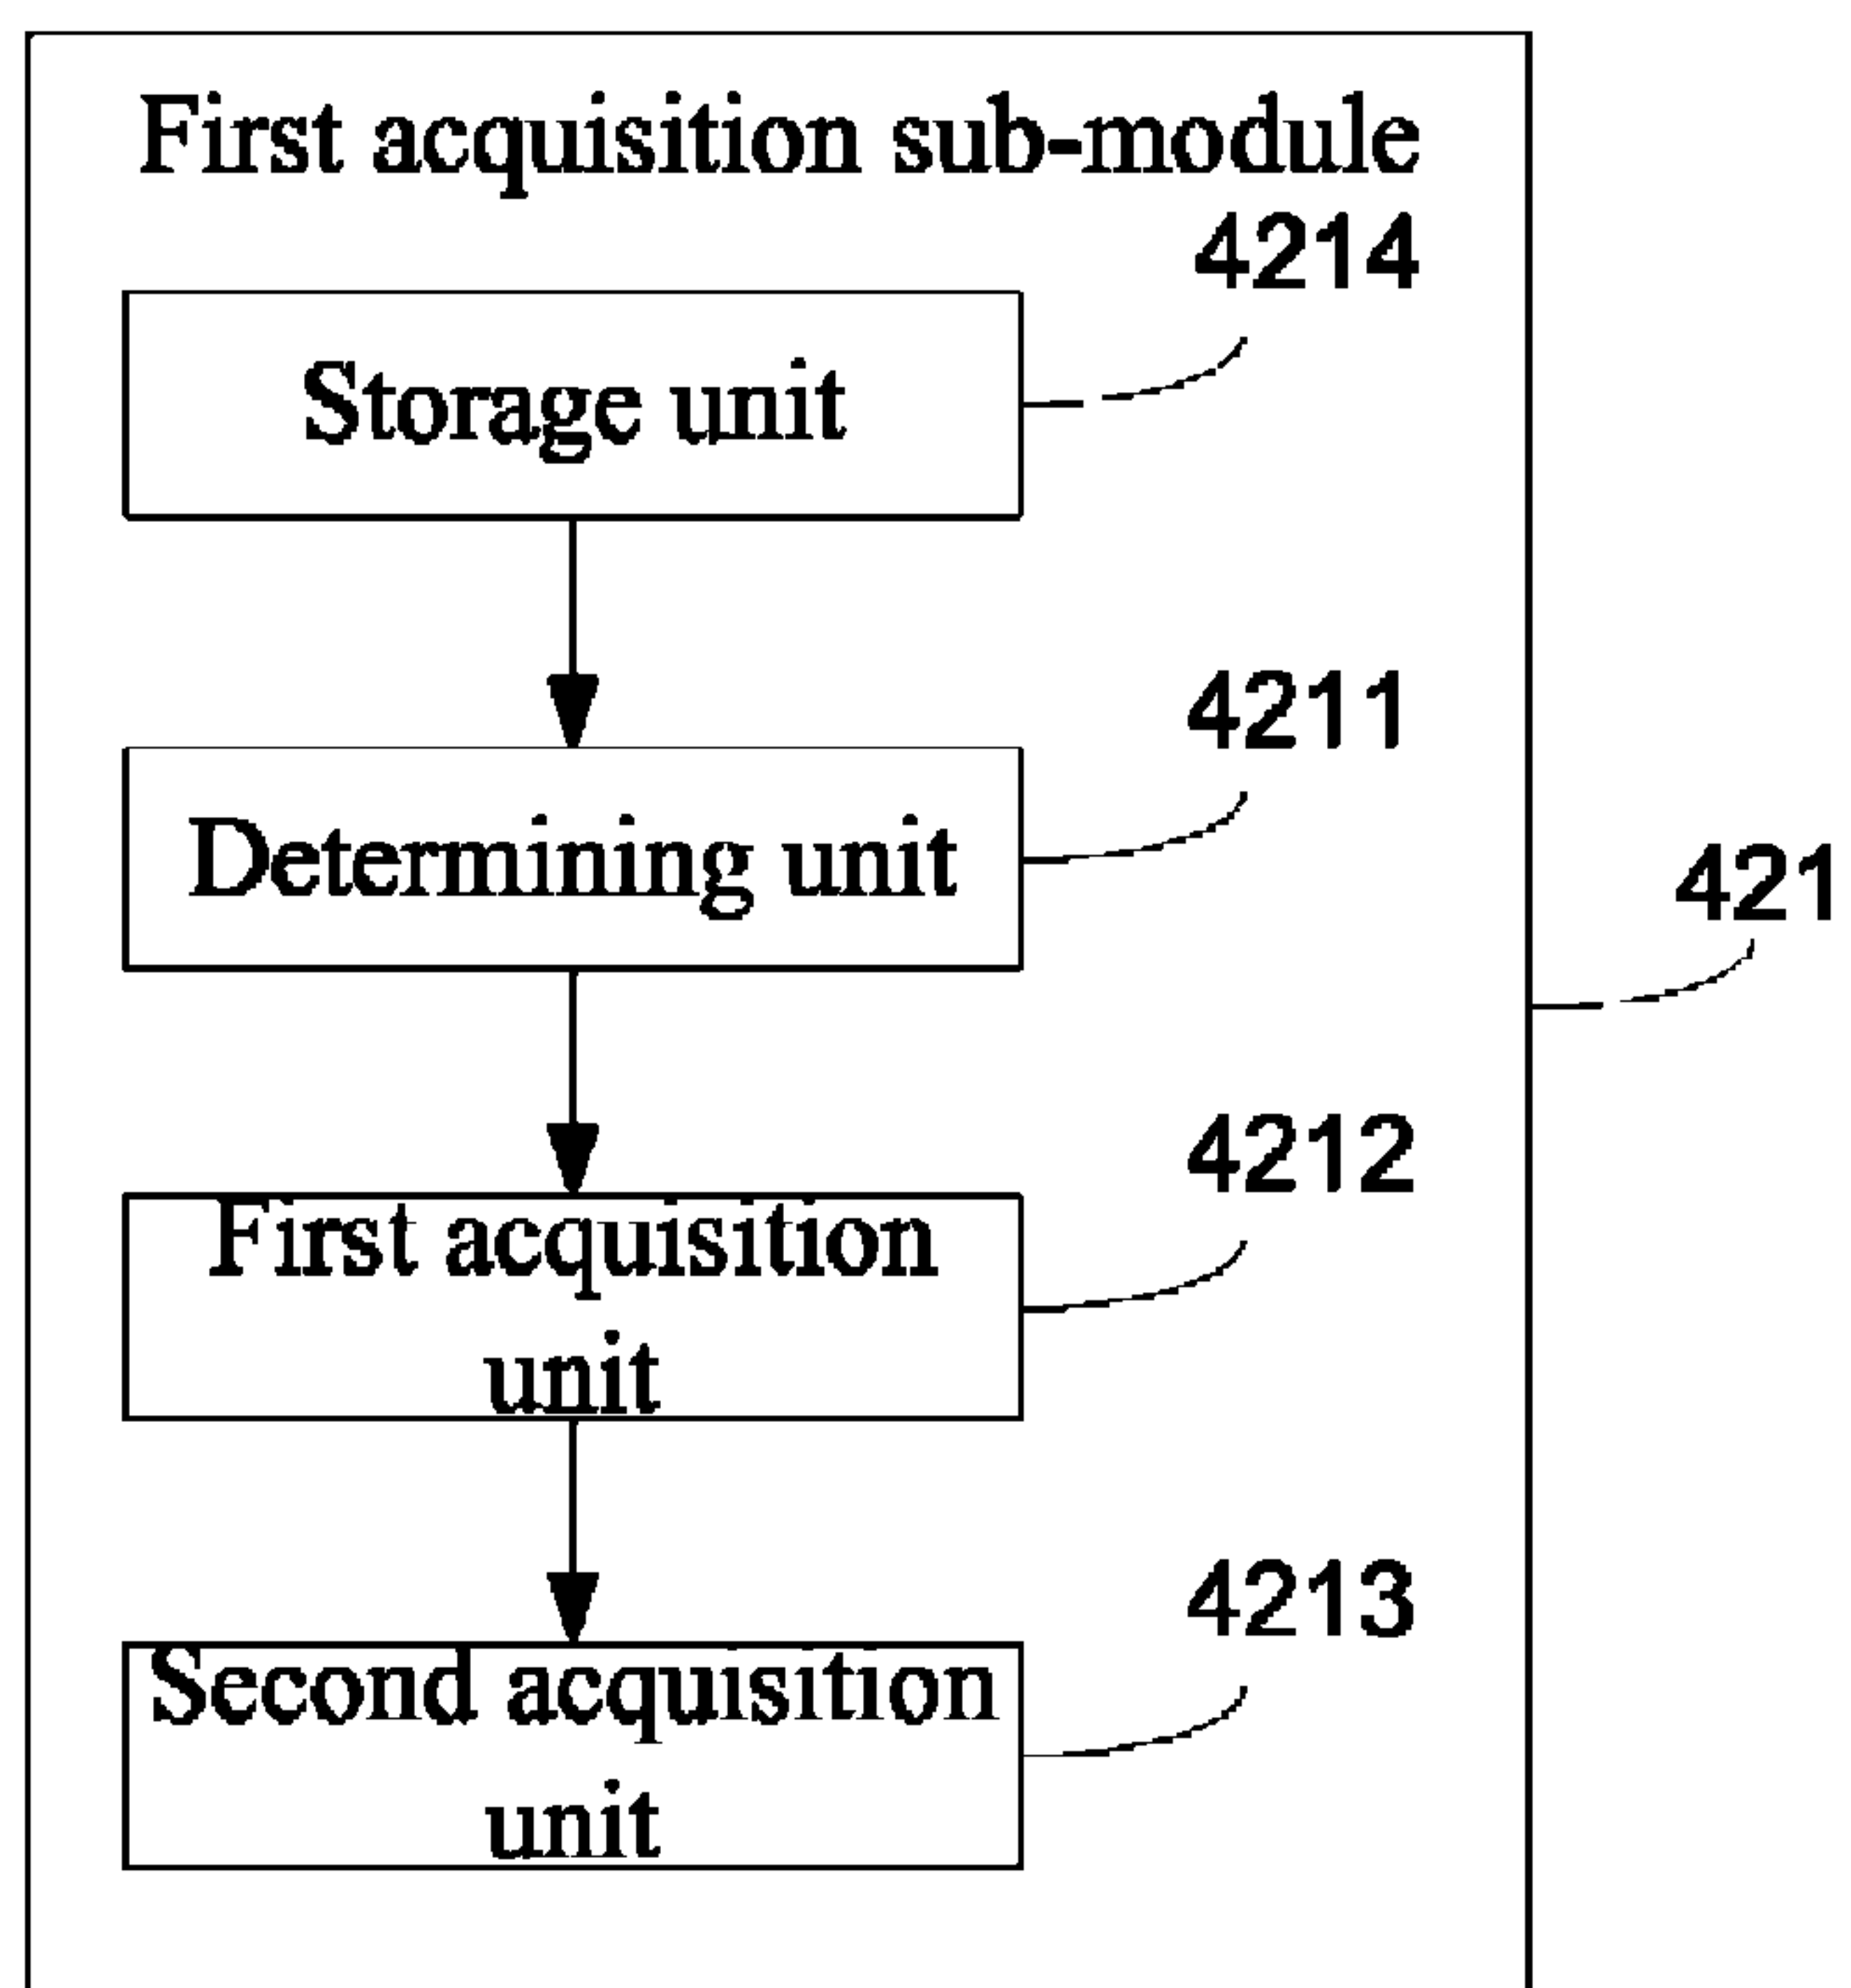 First acquisition sub-module
4214
Storage unit
4211
Determining unit
421
4212
First acquisition
unit
4213
Second acquisition
unit